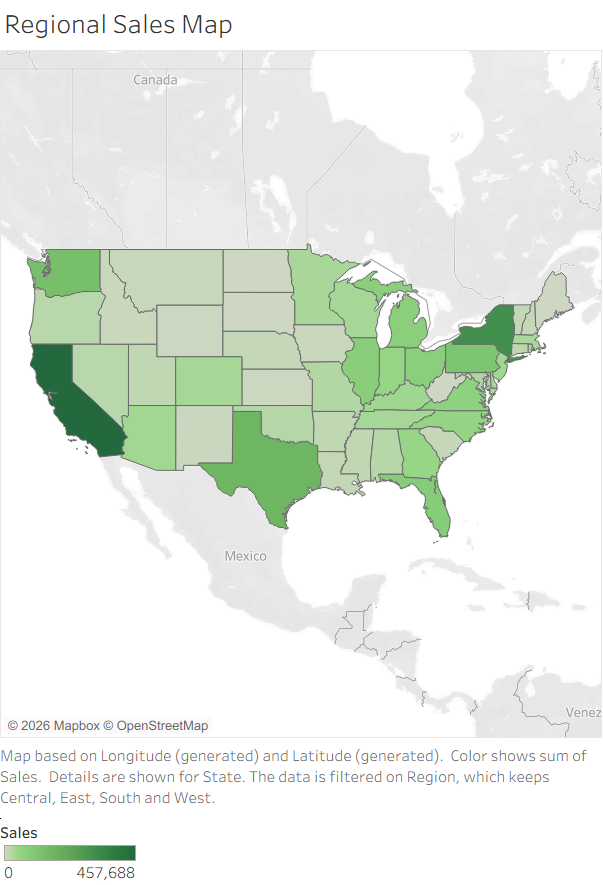 Regional Sales Map
Canada
Mexico
Venez
© 2026 Mapbox © OpenStreetMap
Map based on Longitude (generated) and Latitude (generated).  Color shows sum of
Sales.  Details are shown for State. The data is filtered on Region, which keeps
Central, East, South and West.
Sales
0 457,688